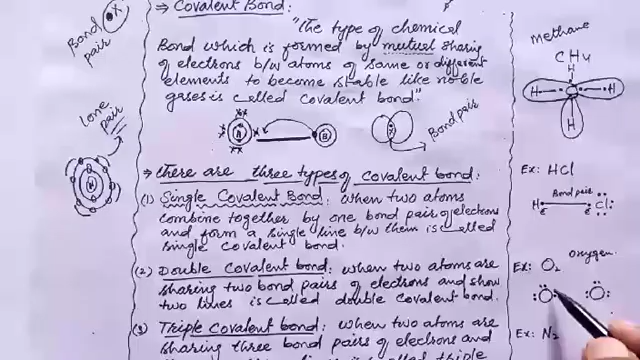 ⇒ Covalent Bond:
"The type of chemical
Bond which is formed by mutual sharing
of electrons b/w atoms of same or different
elements to become stable like noble
gases is called covalent bond".
A
B
Bond pair
⇒ There are three types of covalent bond:
(1) Single Covalent Bond: when two atoms
combine together by one bond pair of electrons
and form a single line b/w them is called
single covalent bond.
(2) Double Covalent bond: when two atoms are
sharing two bond pairs of electrons and show
two lines is called double covalent bond.
(3) Triple Covalent bond: when two atoms are
sharing three bond pairs of electrons and
Bond
pair
X
lone
pair
Methane
CH4
H
H C H
H
Ex: HCl
Bond pair
H Cl
Ex: O2 oxygen
O O
Ex: N2